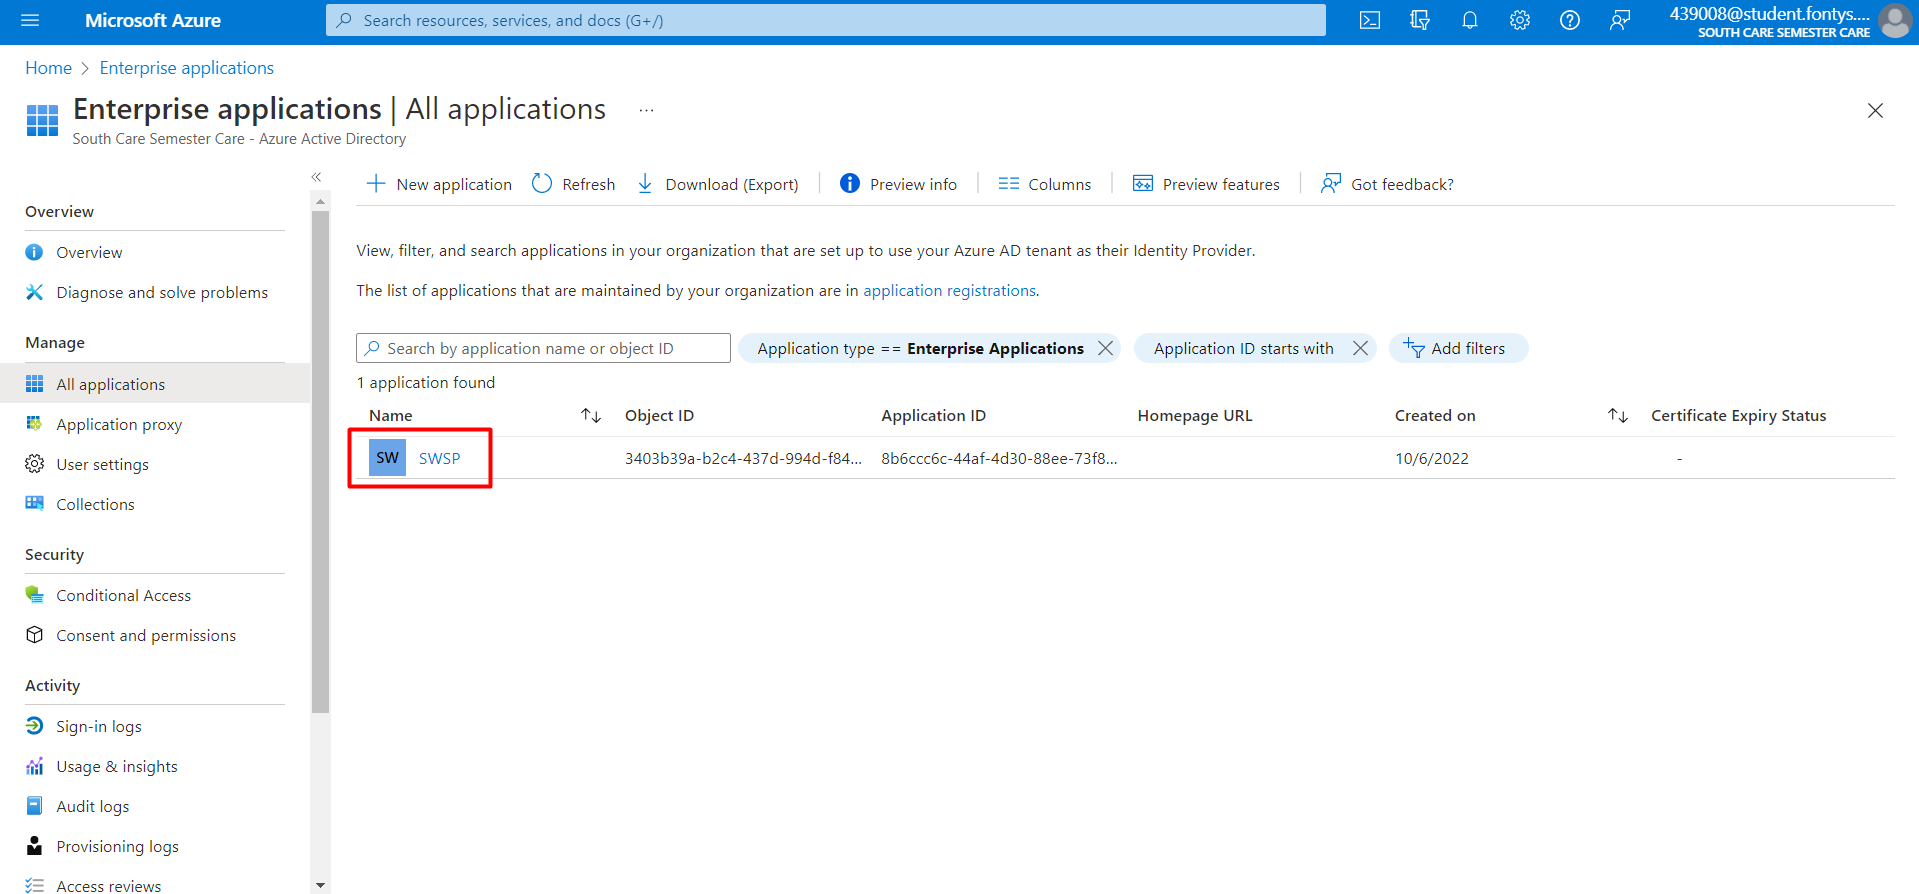 Microsoft Azure
Search resources, services, and docs (G+/)
439008@student.fontys....
SOUTH CARE SEMESTER CARE
Home > Enterprise applications
Enterprise applications | All applications ...
South Care Semester Care - Azure Active Directory
«
Overview
Overview
Diagnose and solve problems
Manage
All applications
Application proxy
User settings
Collections
Security
Conditional Access
Consent and permissions
Activity
Sign-in logs
Usage & insights
Audit logs
Provisioning logs
Access reviews
New application Refresh Download (Export) Preview info Columns Preview features Got feedback?
View, filter, and search applications in your organization that are set up to use your Azure AD tenant as their Identity Provider.
The list of applications that are maintained by your organization are in application registrations.
Search by application name or object ID Application type == Enterprise Applications Application ID starts with Add filters
1 application found
Name Object ID Application ID Homepage URL Created on Certificate Expiry Status
SW SWSP 3403b39a-b2c4-437d-994d-f84... 8b6ccc6c-44af-4d30-88ee-73f8... 10/6/2022 -